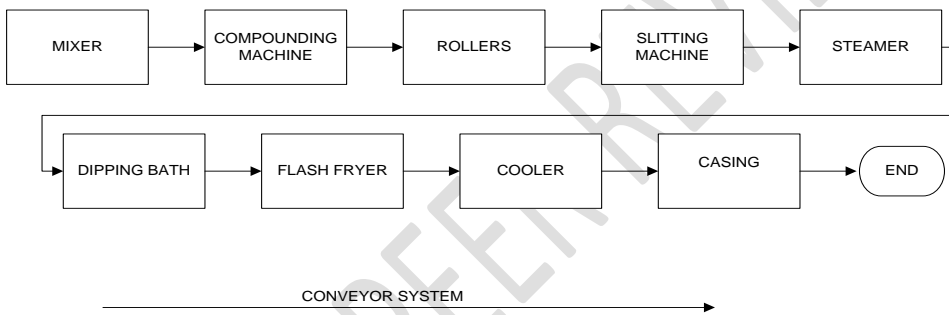 MIXER
COMPOUNDING
MACHINE
ROLLERS
SLITTING
MACHINE
STEAMER
DIPPING BATH
FLASH FRYER
COOLER
CASING
END
CONVEYOR SYSTEM